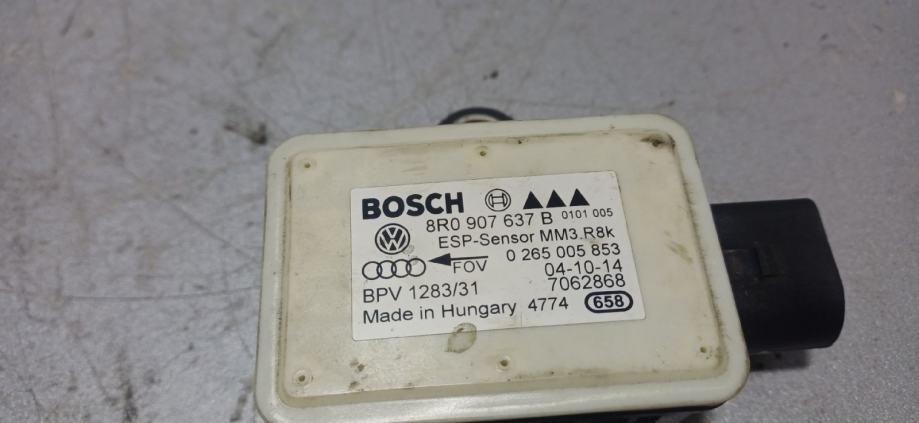 BOSCH
8R0 907 637 B 0101 005
ESP-Sensor MM3.R8k
FOV 0 265 005 853
04-10-14
BPV 1283/31 7062868
Made in Hungary 4774 658